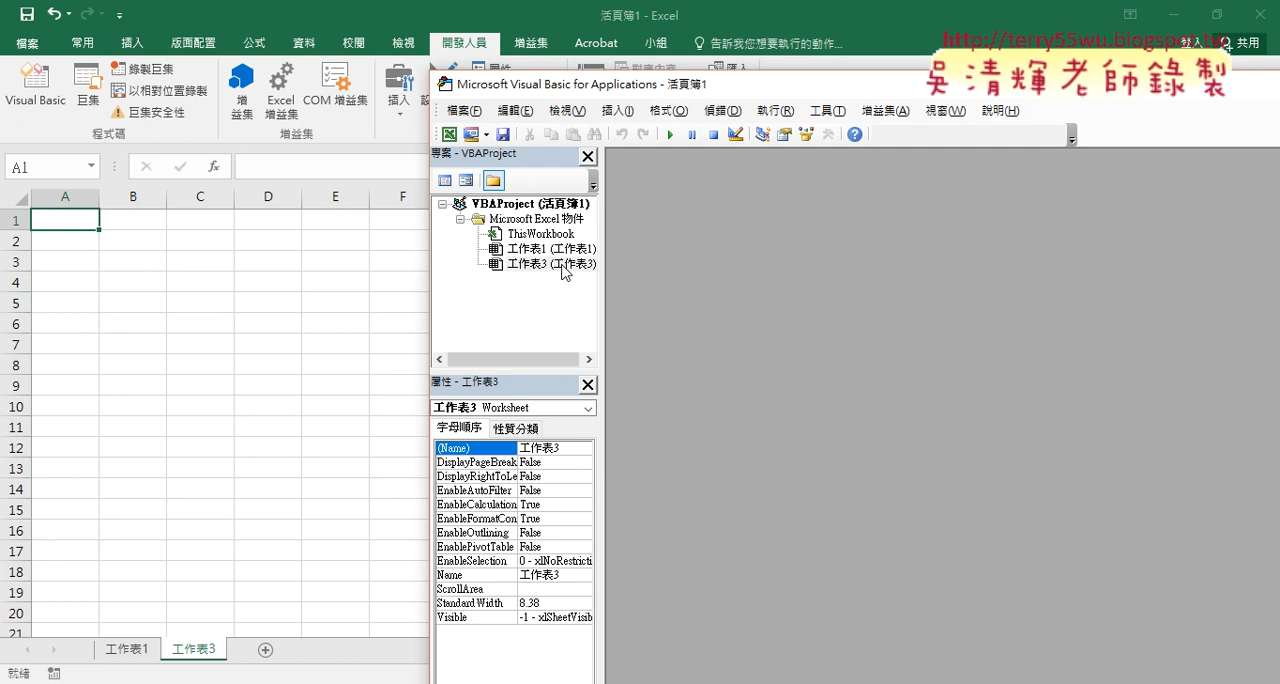 活頁簿1 - Excel
檔案 常用 插入 版面配置 公式 資料 校閱 檢視 開發人員 增益集 Acrobat 小組 告訴我您想要執行的動作... 登入 共用
http://terry55wu.blogspot.tw
吳清輝老師錄製
Visual Basic 巨集 錄製巨集 以相對位置錄製 巨集安全性
程式碼
增益集 Excel 增益集 COM 增益集
增益集
插入
屬性
匯入
Microsoft Visual Basic for Applications - 活頁簿1
檔案(F) 編輯(E) 檢視(V) 插入(I) 格式(O) 偵錯(D) 執行(R) 工具(T) 增益集(A) 視窗(W) 說明(H)
A1
fx
A B C D E F
1
2
3
4
5
6
7
8
9
10
11
12
13
14
15
16
17
18
19
20
21
專案 - VBAProject
VBAProject (活頁簿1)
Microsoft Excel 物件
ThisWorkbook
工作表1 (工作表1)
工作表3 (工作表3)
屬性 - 工作表3
工作表3 Worksheet
字母順序 性質分類
(Name) 工作表3
DisplayPageBreak False
DisplayRightToLe False
EnableAutoFilter False
EnableCalculation True
EnableFormatCon True
EnableOutlining False
EnablePivotTable False
EnableSelection 0 - xlNoRestricti
Name 工作表3
ScrollArea
StandardWidth 8.38
Visible -1 - xlSheetVisib
工作表1 工作表3
就緒